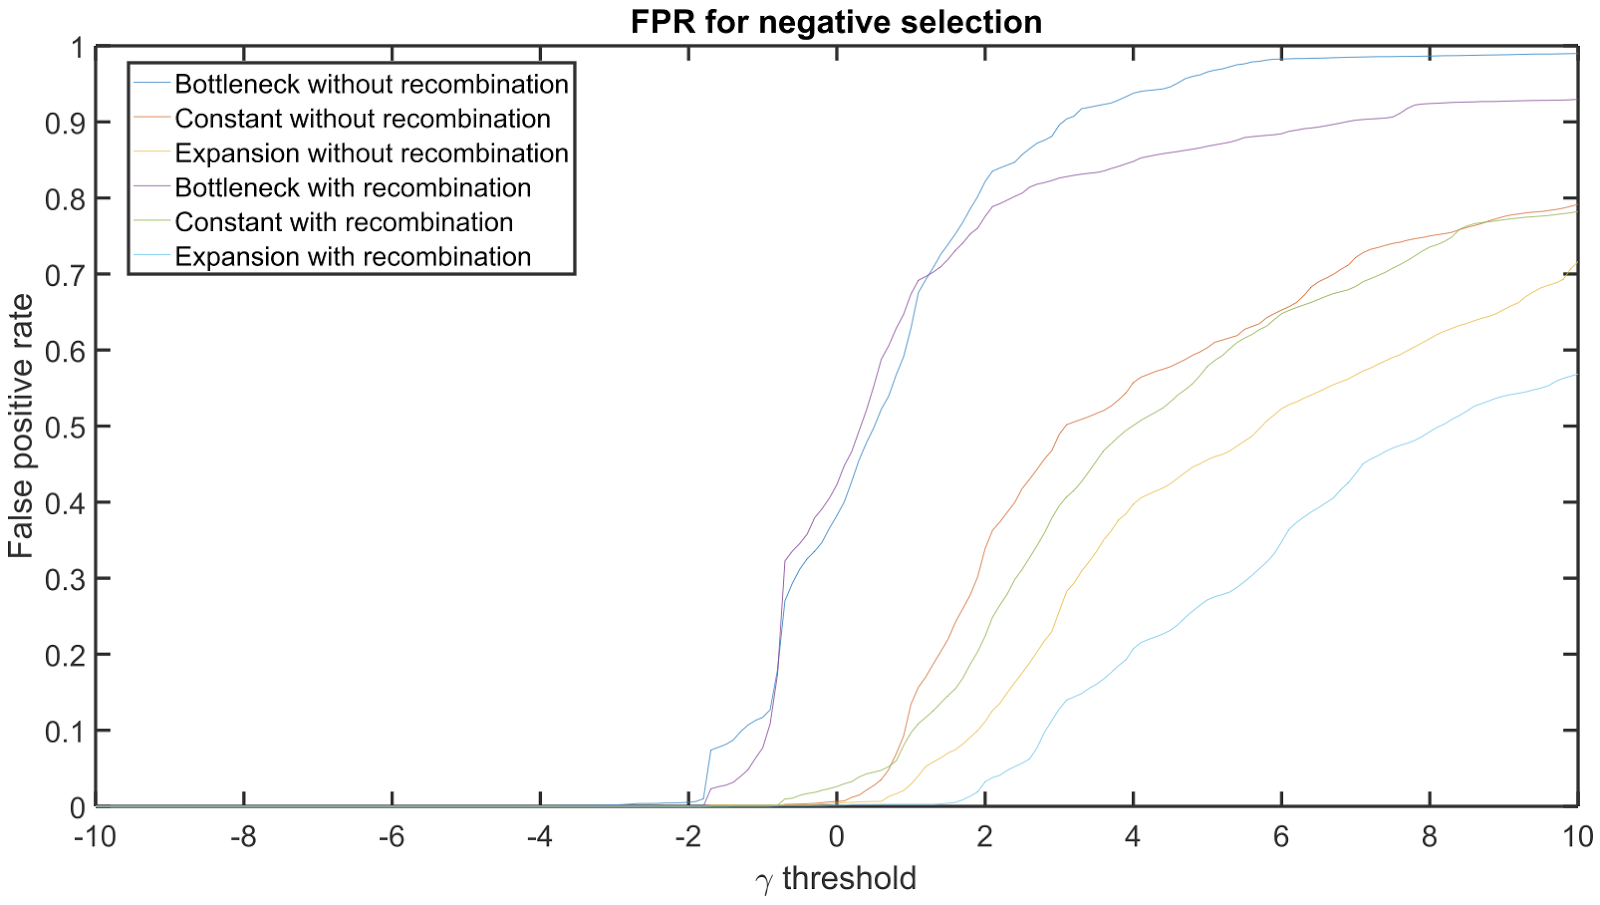 FPR for negative selection
1
0.9
0.8
0.7
0.6
0.5
0.4
0.3
0.2
0.1
0
False positive rate
Bottleneck without recombination
Constant without recombination
Expansion without recombination
Bottleneck with recombination
Constant with recombination
Expansion with recombination
-10 -8 -6 -4 -2 0 2 4 6 8 10
γ threshold